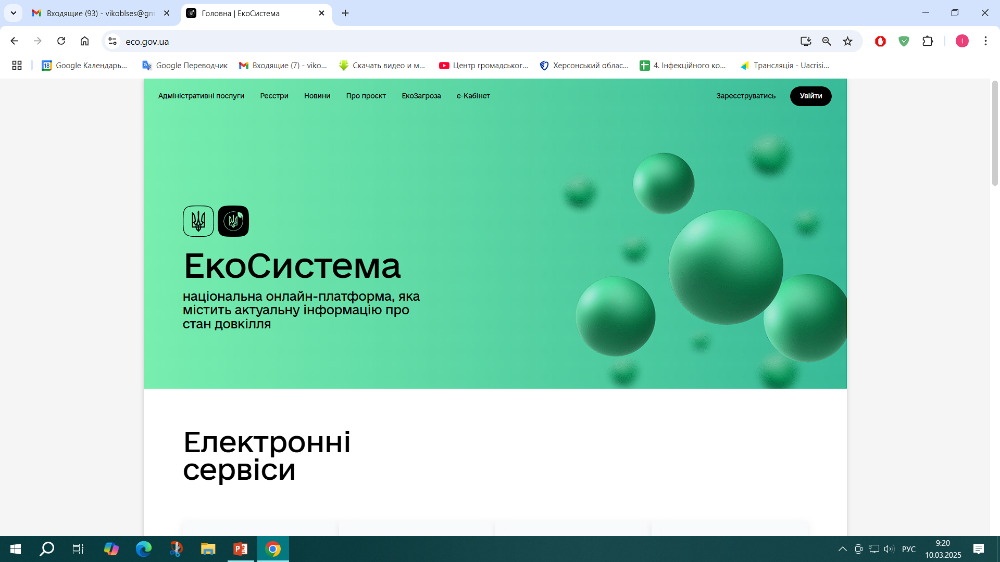 Входящие (93) - vikoblses@gm
Головна | ЕкоСистема
eco.gov.ua
18
Google Календарь...
Google Переводчик
Входящие (7) - viko...
Скачать видео и м...
Центр громадськог...
Херсонський облас...
4. Інфекційного ко...
Трансляція - Uacrisi...
Адміністративні послуги
Реєстри
Новини
Про проєкт
ЕкоЗагроза
е-Кабінет
Зареєструватись
Увійти
ЕкоСистема
національна онлайн-платформа, яка
містить актуальну інформацію про
стан довкілля
Електронні
сервіси
РУС
9:20
10.03.2025